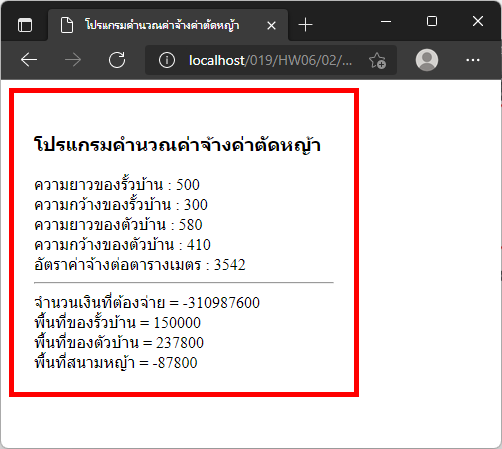 โปรแกรมคำนวณค่าจ้างค่าตัดหญ้า
localhost/019/HW06/02/...
โปรแกรมคำนวณค่าจ้างค่าตัดหญ้า
ความยาวของรั้วบ้าน : 500
ความกว้างของรั้วบ้าน : 300
ความยาวของตัวบ้าน : 580
ความกว้างของตัวบ้าน : 410
อัตราค่าจ้างต่อตารางเมตร : 3542
จำนวนเงินที่ต้องจ่าย = -310987600
พื้นที่ของรั้วบ้าน = 150000
พื้นที่ของตัวบ้าน = 237800
พื้นที่สนามหญ้า = -87800